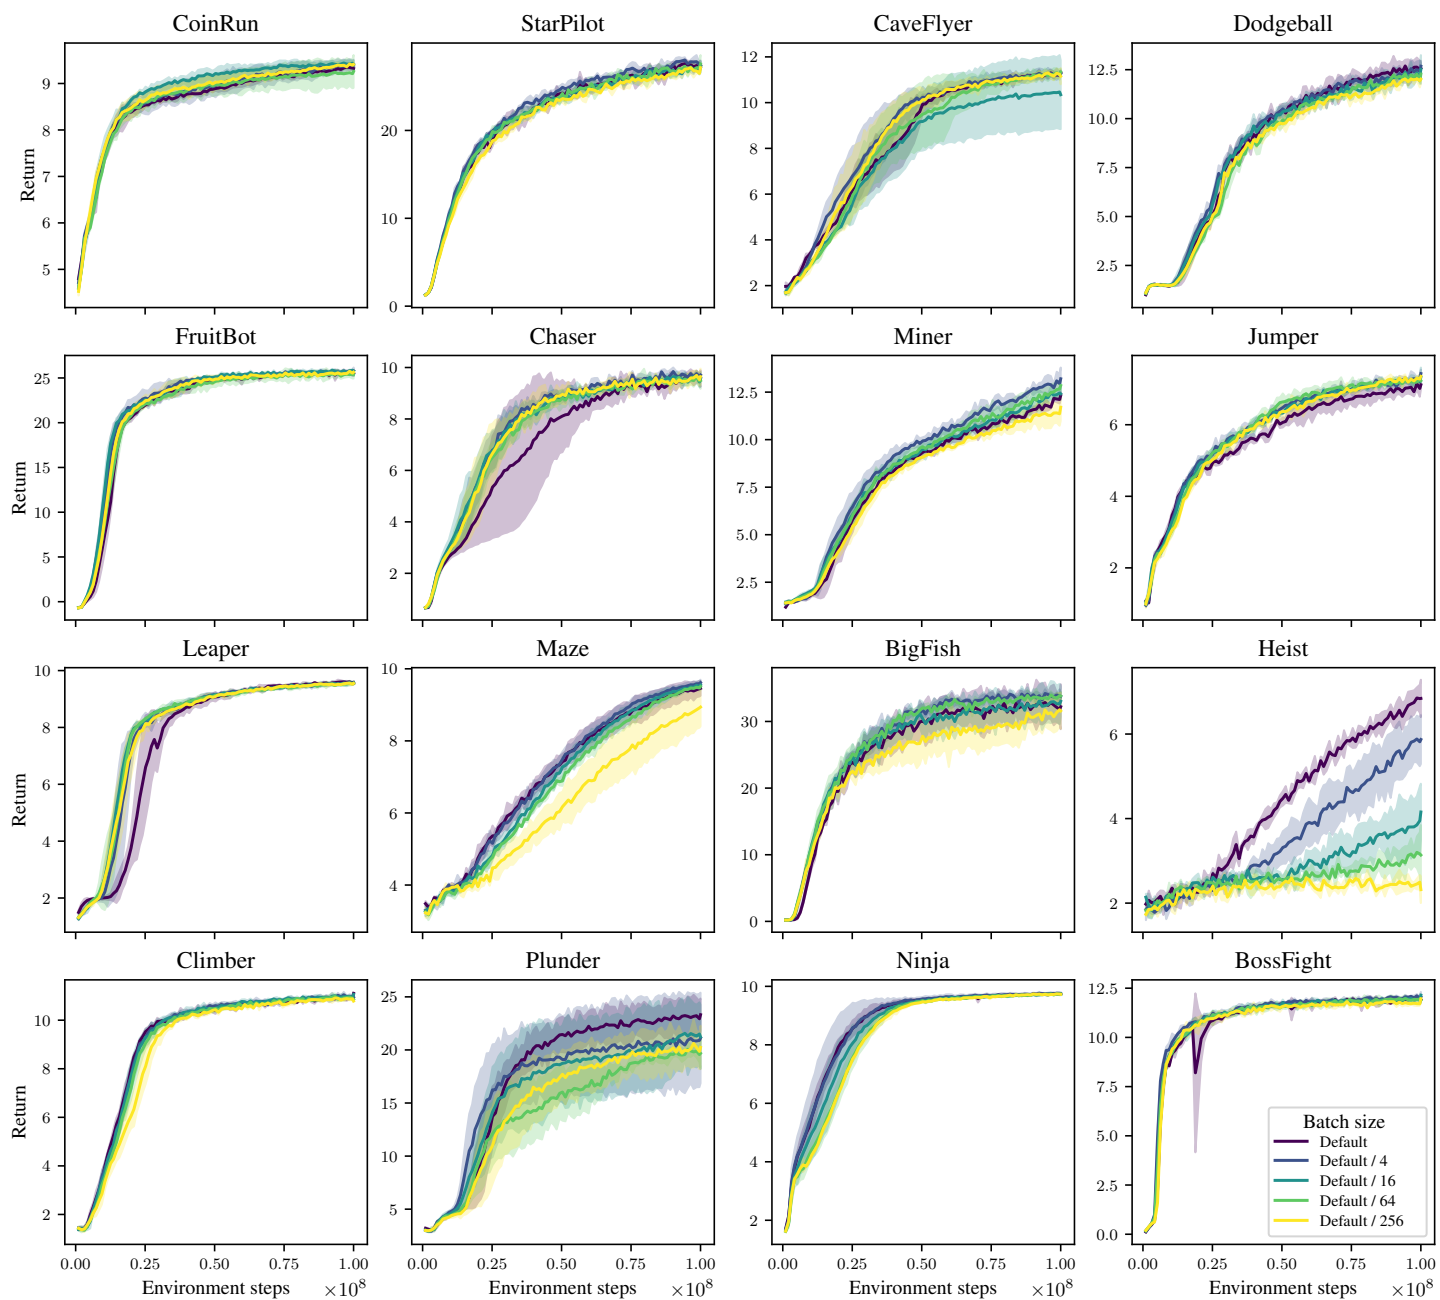 CoinRun
StarPilot
CaveFlyer
Dodgeball
Return
9
8
7
6
5
20
10
0
12
10
8
6
4
2
12.5
10.0
7.5
5.0
2.5
FruitBot
Chaser
Miner
Jumper
Return
25
20
15
10
5
0
10
8
6
4
2
12.5
10.0
7.5
5.0
2.5
6
4
2
Leaper
Maze
BigFish
Heist
Return
10
8
6
4
2
10
8
6
4
30
20
10
0
6
4
2
Climber
Plunder
Ninja
BossFight
Return
10
8
6
4
2
25
20
15
10
5
10
8
6
4
2
12.5
10.0
7.5
5.0
2.5
0.0
Batch size
Default
Default / 4
Default / 16
Default / 64
Default / 256
0.00 0.25 0.50 0.75 1.00
0.00 0.25 0.50 0.75 1.00
0.00 0.25 0.50 0.75 1.00
0.00 0.25 0.50 0.75 1.00
Environment steps ×10⁸
Environment steps ×10⁸
Environment steps ×10⁸
Environment steps ×10⁸